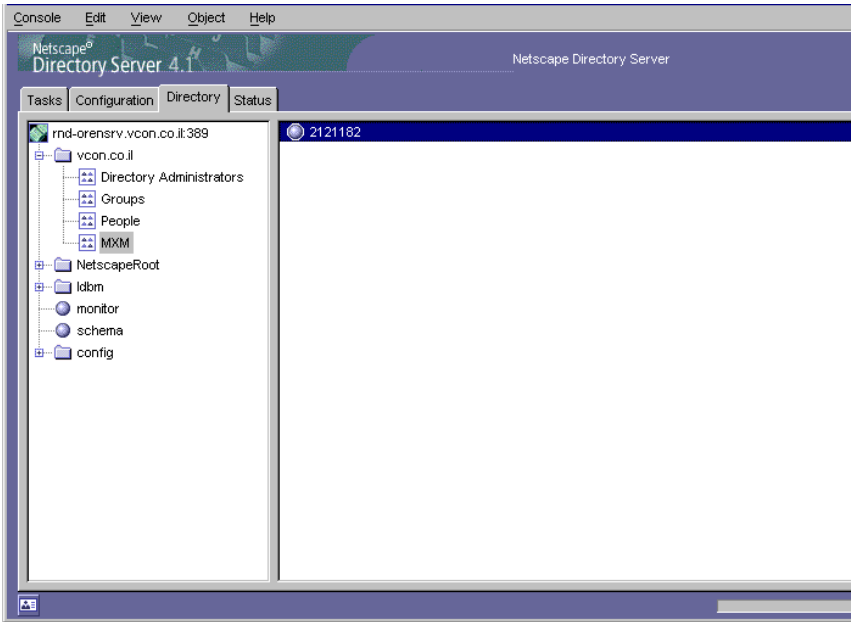 Console Edit View Object Help
Netscape®
Directory Server 4.1
Netscape Directory Server
Tasks Configuration Directory Status
rnd-orensrv.vcon.co.il:389
vcon.co.il
Directory Administrators
Groups
People
MXM
NetscapeRoot
ldbm
monitor
schema
config
2121182